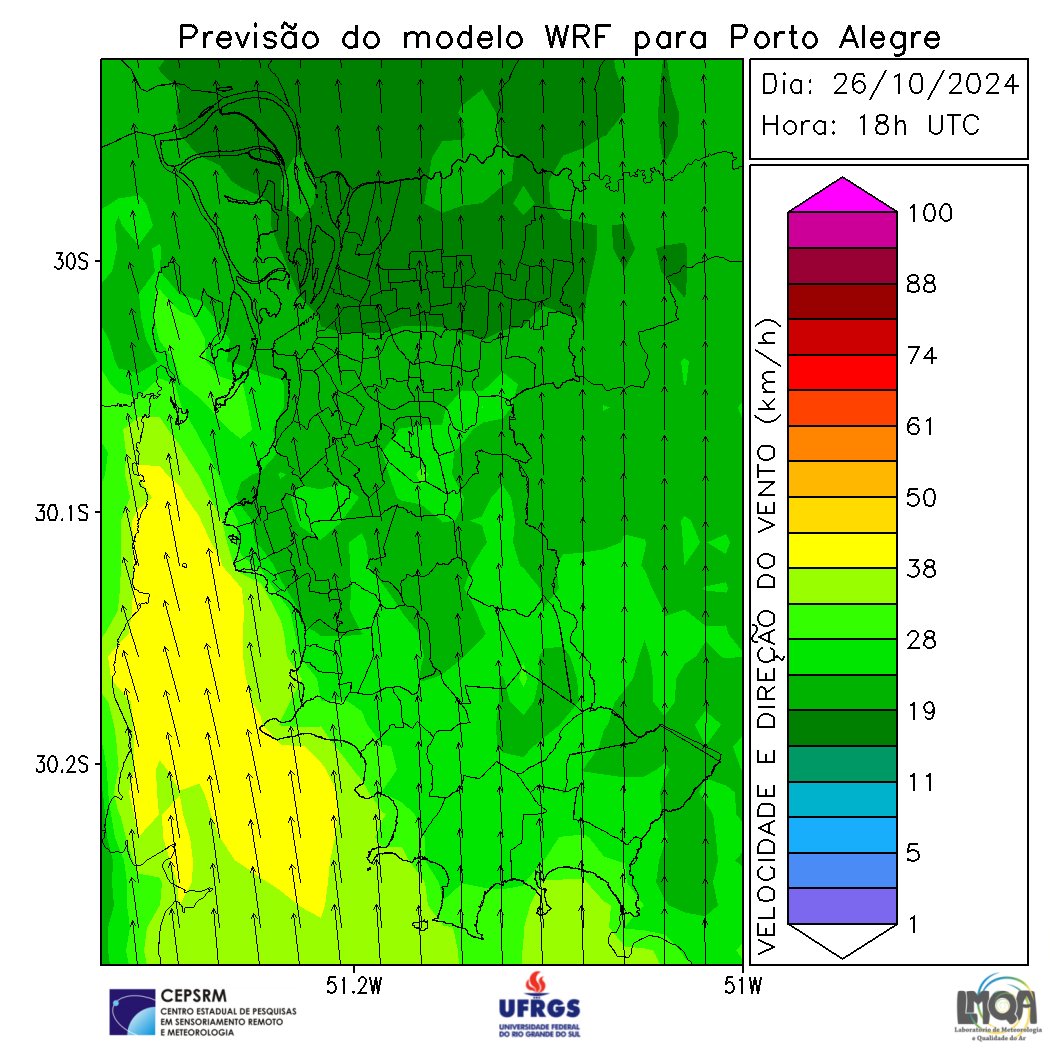 Previsão do modelo WRF para Porto Alegre
Dia: 26/10/2024
Hora: 18h UTC
30S
30.1S
30.2S
51.2W
51W
VELOCIDADE E DIREÇÃO DO VENTO (km/h)
100
88
74
61
50
38
28
19
11
5
1
CEPSRM
CENTRO ESTADUAL DE PESQUISAS
EM SENSORIAMENTO REMOTO
E METEOROLOGIA
UFRGS
UNIVERSIDADE FEDERAL
DO RIO GRANDE DO SUL
LMQA
Laboratório de Meteorologia
e Qualidade do Ar